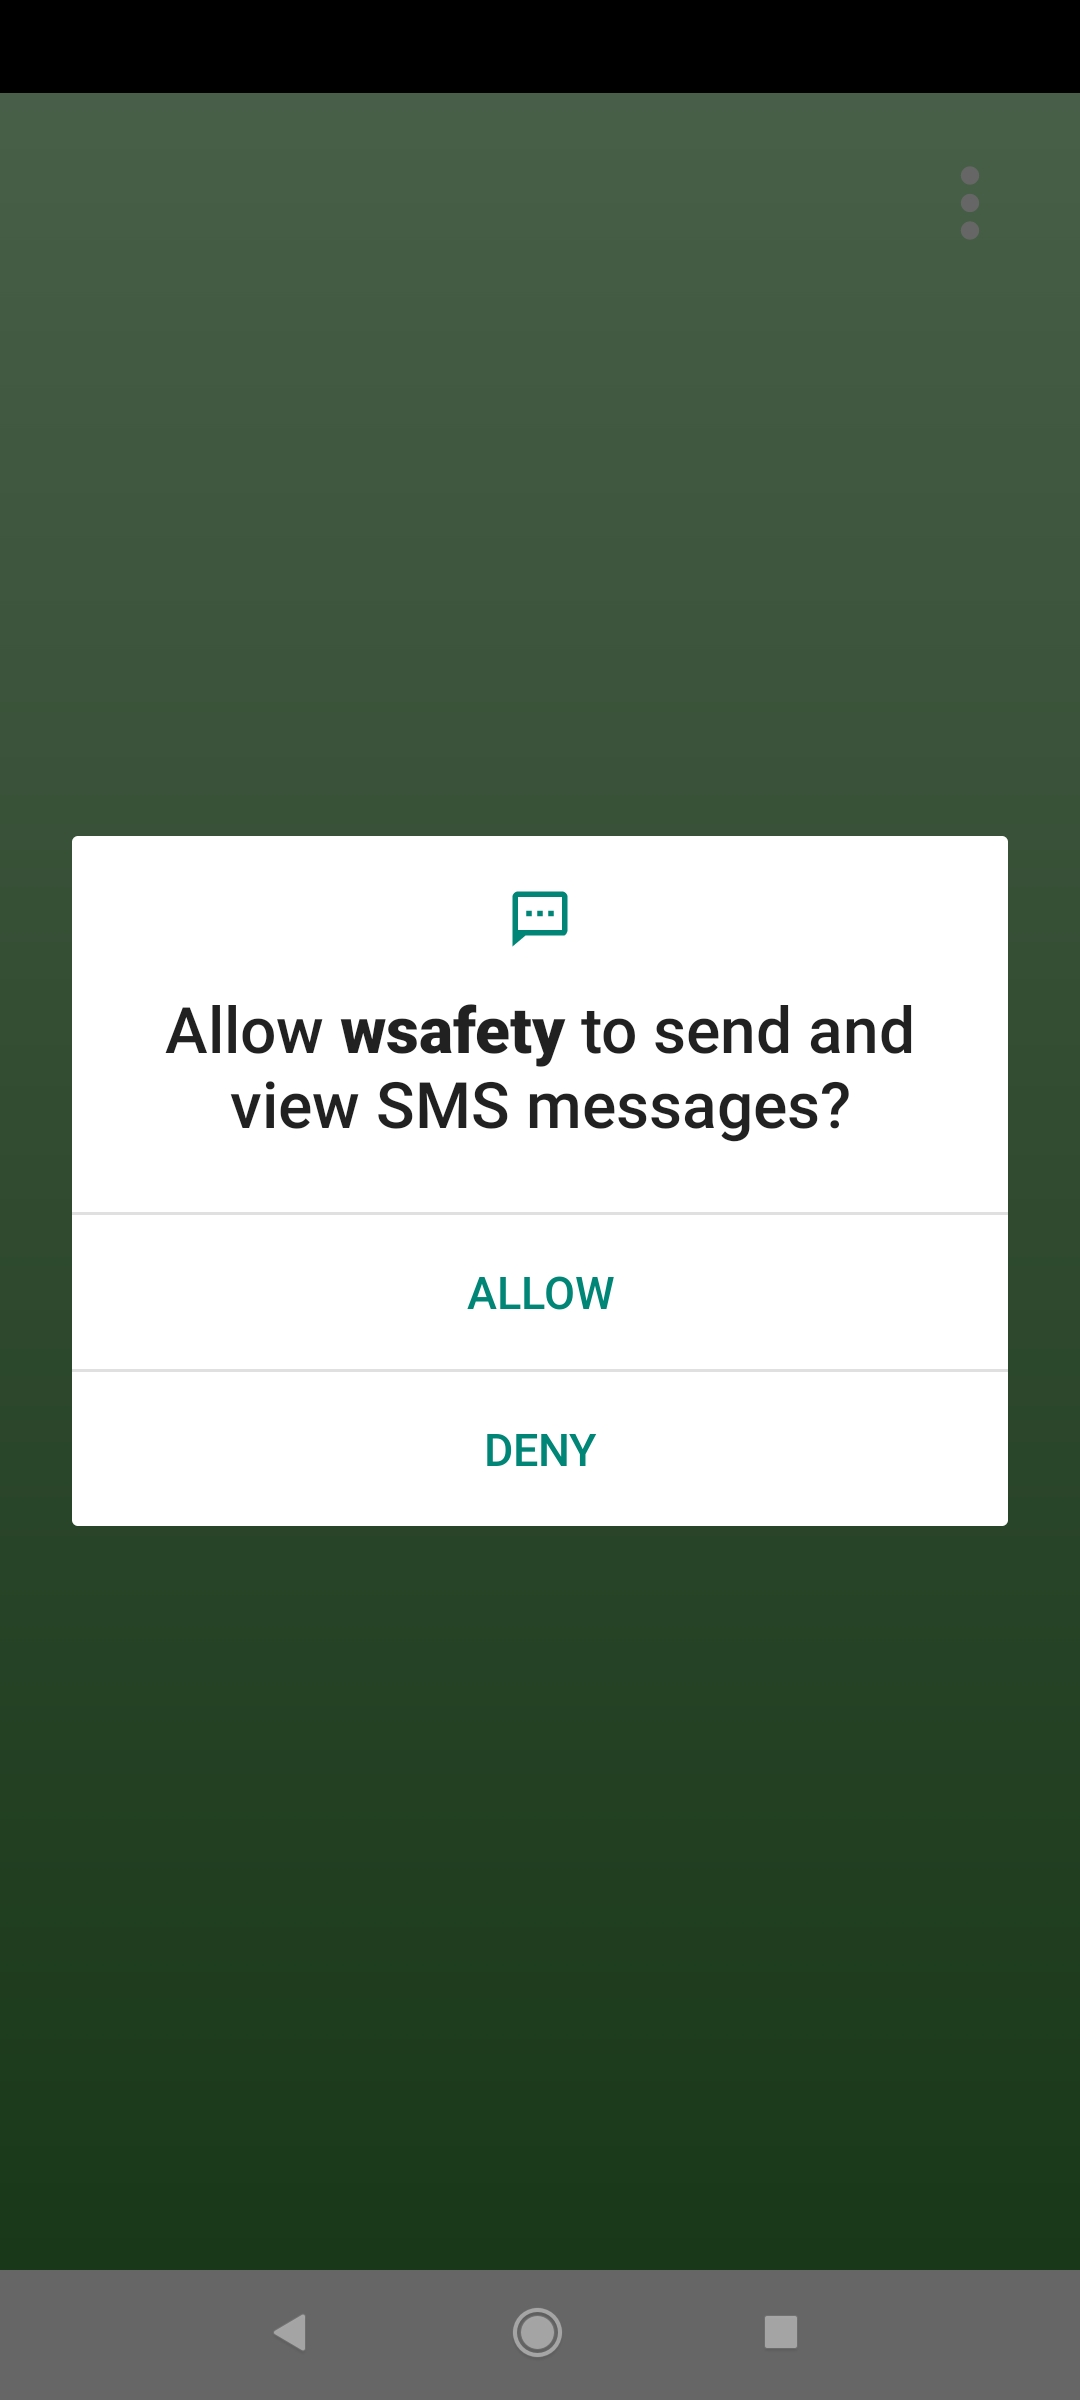 Allow wsafety to send and
view SMS messages?
ALLOW
DENY